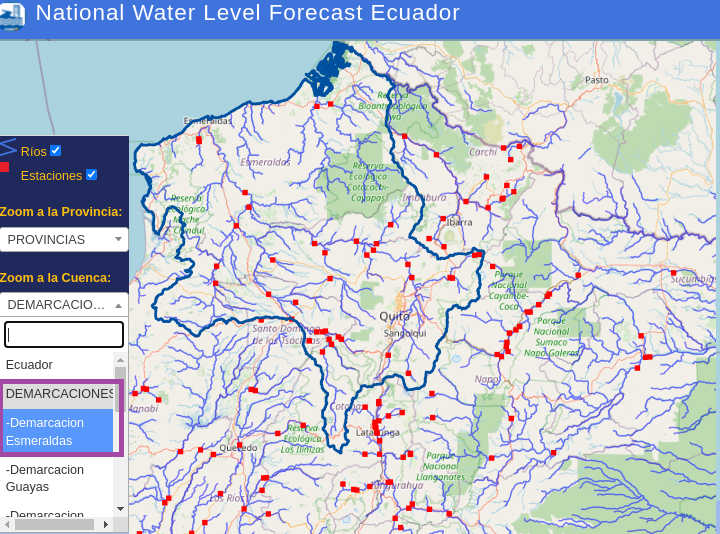 National Water Level Forecast Ecuador
Ríos
Estaciones
Zoom a la Provincia:
PROVINCIAS
Zoom a la Cuenca:
DEMARCACIO...
Ecuador
DEMARCACIONES
-Demarcacion
Esmeraldas
-Demarcacion
Guayas
-Demarcacion
Pasto
Reserva
Bioantropológica
Awa
Esmeraldas
Carchi
Esmeraldas
Reserva
Ecológica
Cotacachi-
Cayapas
Imbabura
Reserva
Ecológica
Mache
Chindul
Ibarra
Parque
Nacional
Cayambe-
Coca
Sucumbíos
Quito
Sangolquí
Santo Domingo
de los Tsáchilas
Parque
Nacional
Sumaco
Napo Galeras
Napo
Manabí
Cotopaxi
Reserva
Ecológica
Los Ilinizas
Latacunga
Quevedo
Parque
Nacional
Llanganates
Tungurahua
Los Ríos